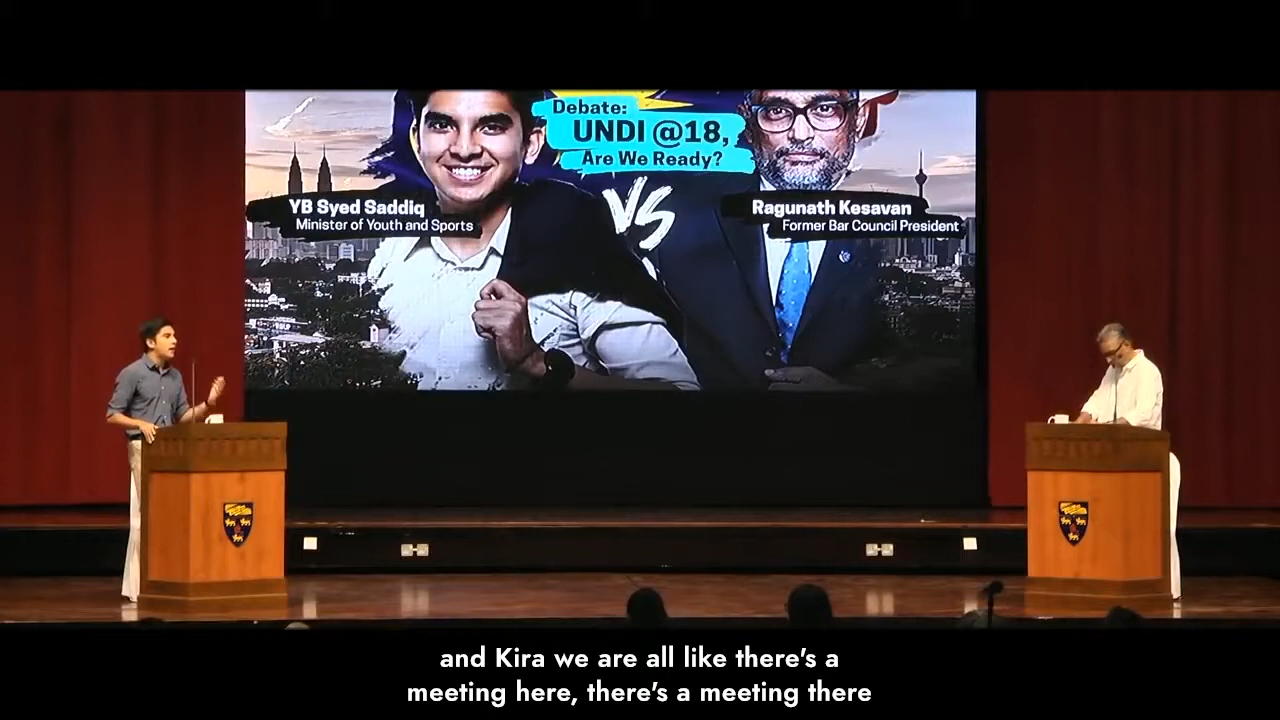 Debate:
UNDI @18,
Are We Ready?
YB Syed Saddiq
Minister of Youth and Sports
VS
Ragunath Kesavan
Former Bar Council President
and Kira we are all like there's a
meeting here, there's a meeting there